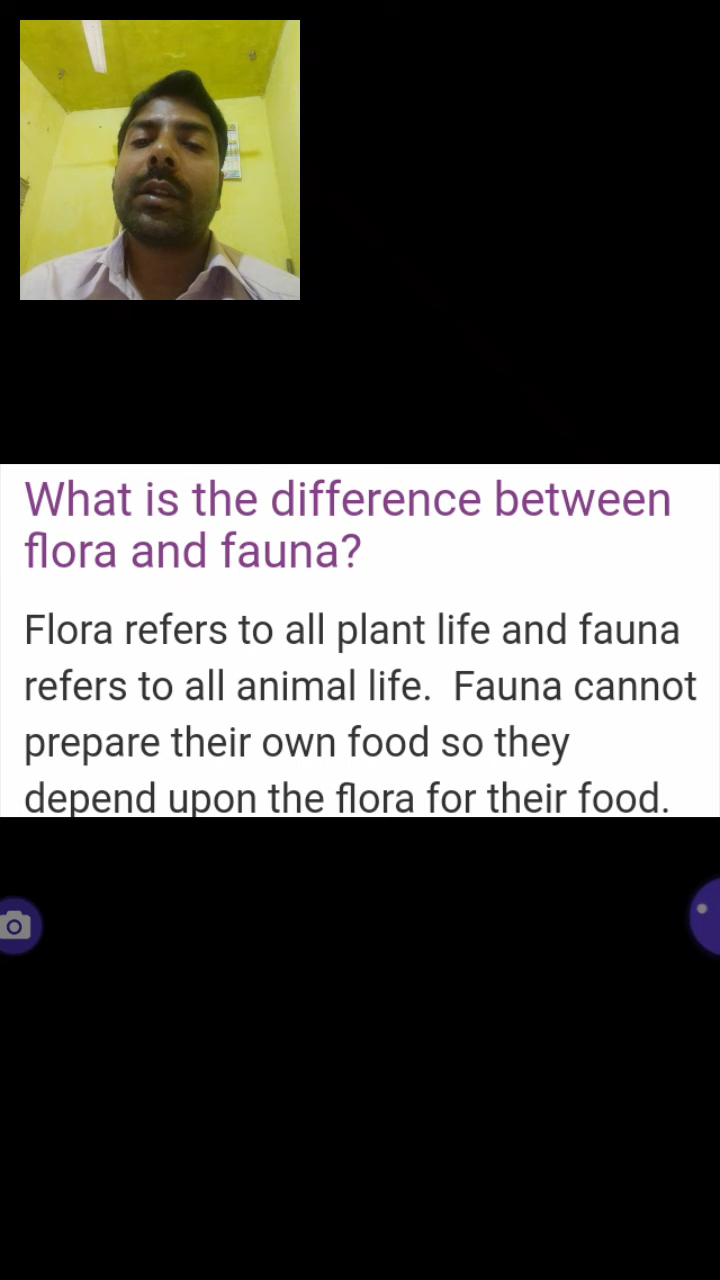 What is the difference between
flora and fauna?
Flora refers to all plant life and fauna
refers to all animal life.  Fauna cannot
prepare their own food so they
depend upon the flora for their food.